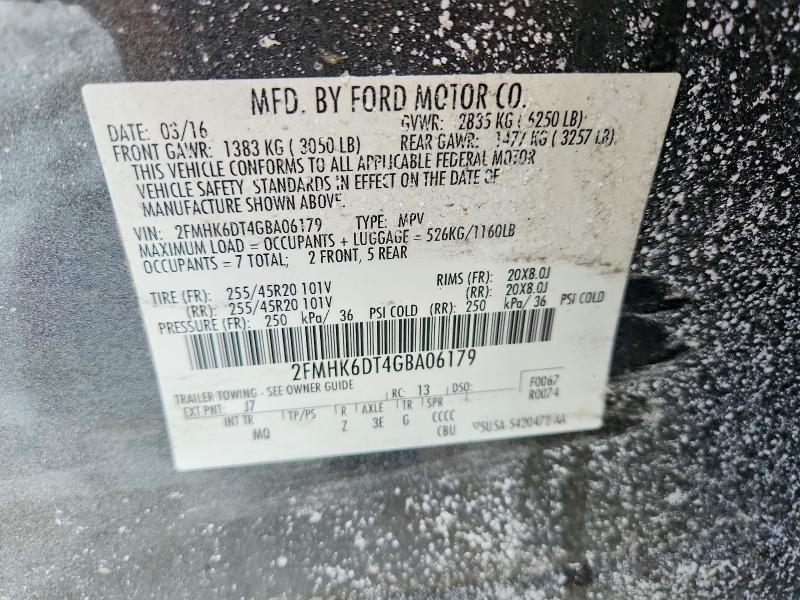 MFD. BY FORD MOTOR CO.
DATE: 03/16 GVWR: 2835 KG ( 6250 LB)
FRONT GAWR: 1383 KG ( 3050 LB) REAR GAWR: 1477 KG ( 3257 LB)
THIS VEHICLE CONFORMS TO ALL APPLICABLE FEDERAL MOTOR
VEHICLE SAFETY STANDARDS IN EFFECT ON THE DATE OF
MANUFACTURE SHOWN ABOVE.
VIN: 2FMHK6DT4GBA06179 TYPE: MPV
MAXIMUM LOAD = OCCUPANTS + LUGGAGE = 526KG/1160LB
OCCUPANTS = 7 TOTAL; 2 FRONT, 5 REAR
TIRE (FR): 255/45R20 101V RIMS (FR): 20X8.0J
(RR): 255/45R20 101V (RR): 20X8.0J
PRESSURE (FR): 250 kPa/ 36 PSI COLD (RR): 250 kPa/ 36 PSI COLD
2FMHK6DT4GBA06179
TRAILER TOWING - SEE OWNER GUIDE
EXT PNT: J7 RC: 13 DSO: F0067
R0074
INT TR TP/PS R AXLE TR SPR
MQ Z 3E G CCCC
CBU 5U5A-5420472-AA